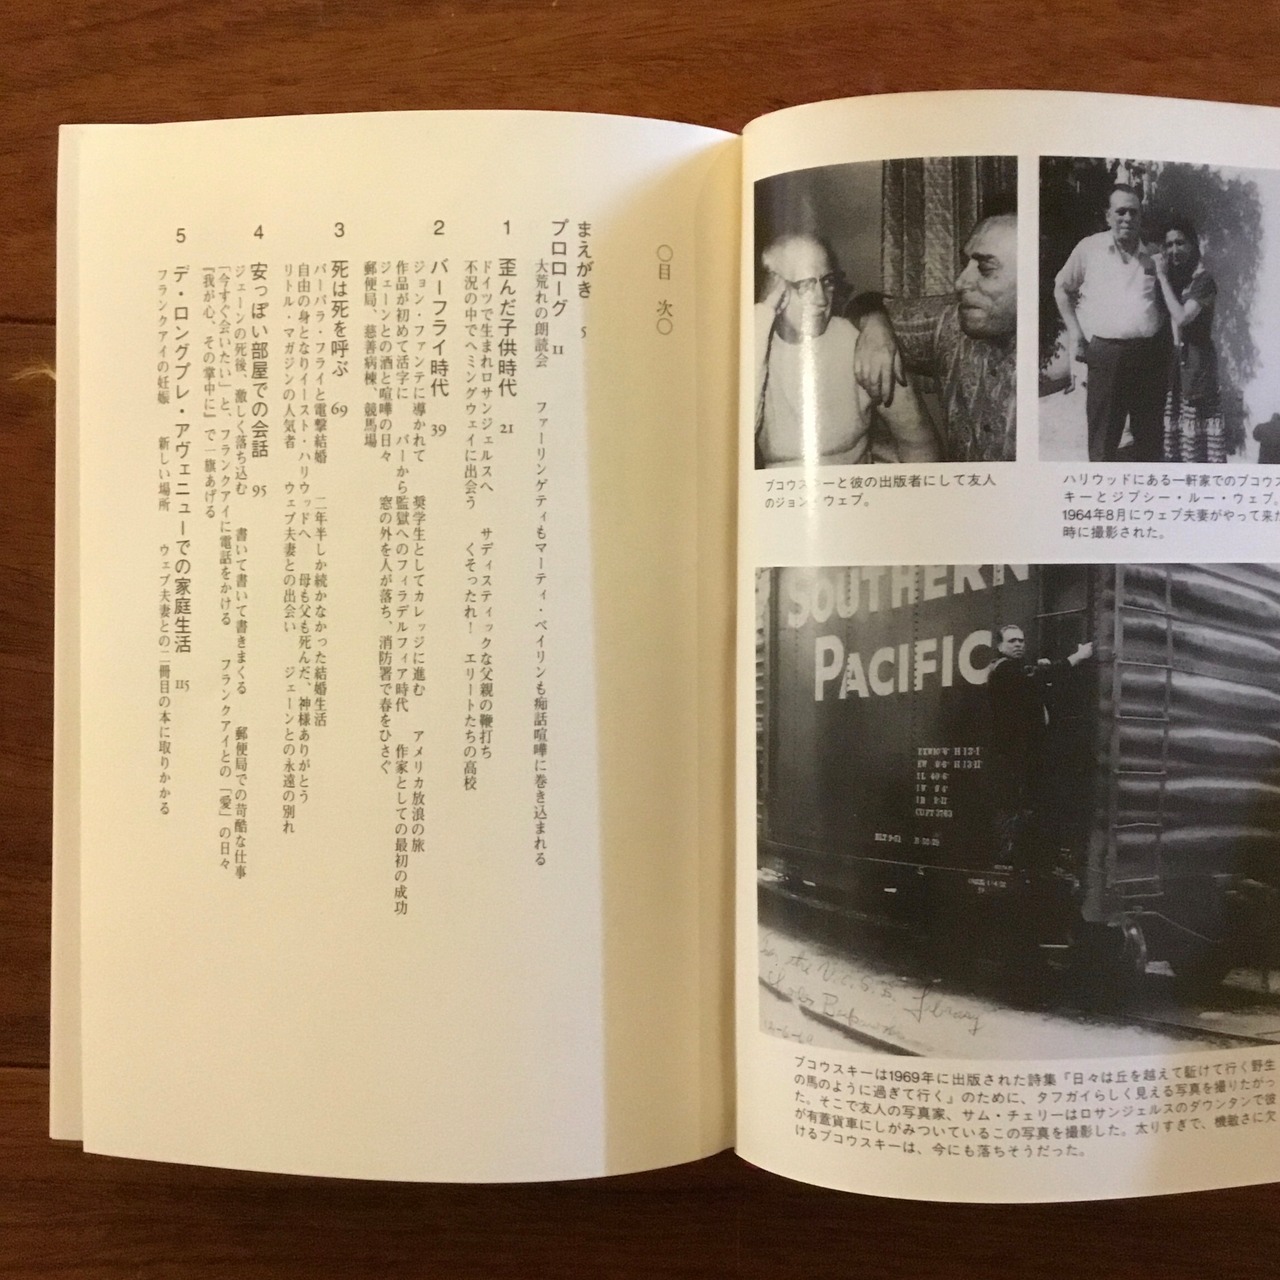 ブコウスキーと彼の出版者にして友人
のジョン・ウェブ。
ハリウッドにある一軒家でのブコウス
キーとジプシー・ルー・ウェブ。
1964年8月にウェブ夫妻がやって来た
時に撮影された。
SOUTHERN
PACIFIC
ブコウスキーは1969年に出版された詩集「日々は丘を越えて駈けて行く野生
の馬のように過ぎて行く」のために、タフガイらしく見える写真を撮りたがっ
た。そこで友人の写真家、サム・チェリーはロサンジェルスのダウンタウンで彼
が有蓋貨車にしがみついているこの写真を撮影した。太りすぎで、機敏さに欠
けるブコウスキーは、今にも落ちそうだった。
○目 次○
まえがき 5
プロローグ 11
大荒れの朗読会 ファーリンゲティもマーティ・ベイリンも痴話喧嘩に巻き込まれる
1 歪んだ子供時代 21
ドイツで生まれロサンジェルスへ サディスティックな父親の鞭打ち
不況の中でヘミングウェイに出会う くそったれ! エリートたちの高校
2 バーフライ時代 39
ジョン・ファンテに導かれて 奨学生としてカレッジに進む アメリカ放浪の旅
作品が初めて活字に バーから監獄へのフィラデルフィア時代 作家としての最初の成功
ジェーンとの酒と喧嘩の日々 窓の外を人が落ち、消防署で春をひさぐ
郵便局、慈善病棟、競馬場
3 死は死を呼ぶ 69
バーバラ・フライと電撃結婚 二年半しか続かなかった結婚生活
自由の身となりイースト・ハリウッドへ 母も父も死んだ、神様ありがとう
リトル・マガジンの人気者 ウェブ夫妻との出会い ジェーンとの永遠の別れ
4 安っぽい部屋での会話 95
ジェーンの死後、激しく落ち込む 書いて書いて書きまくる 郵便局での苛酷な仕事
「今すぐ会いたい」と、フランクアイに電話をかける フランクアイとの「愛」の日々
『我が心、その掌中に』で一旗あげる
5 デ・ロングプレ・アヴェニューでの家庭生活 115
フランクアイの妊娠 新しい場所 ウェブ夫妻との二冊目の本に取りかかる